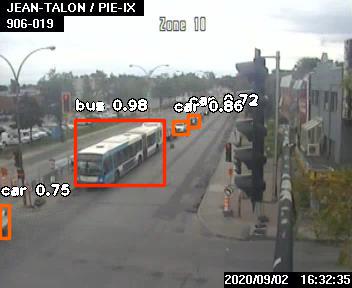 JEAN-TALON / PIE-IX
906-019
Zone 10
bus 0.98
car 0.86
car 0.72
car 0.75
2020/09/02 16:32:35